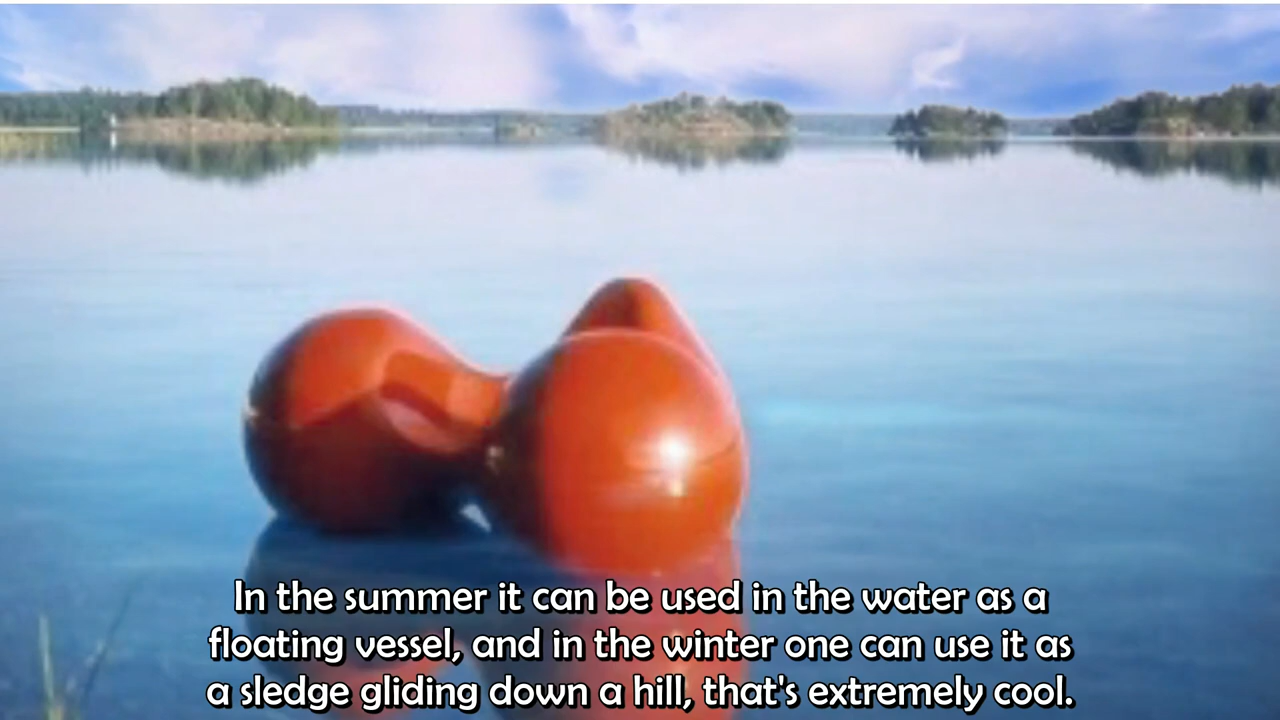 In the summer it can be used in the water as a
floating vessel, and in the winter one can use it as
a sledge gliding down a hill, that's extremely cool.